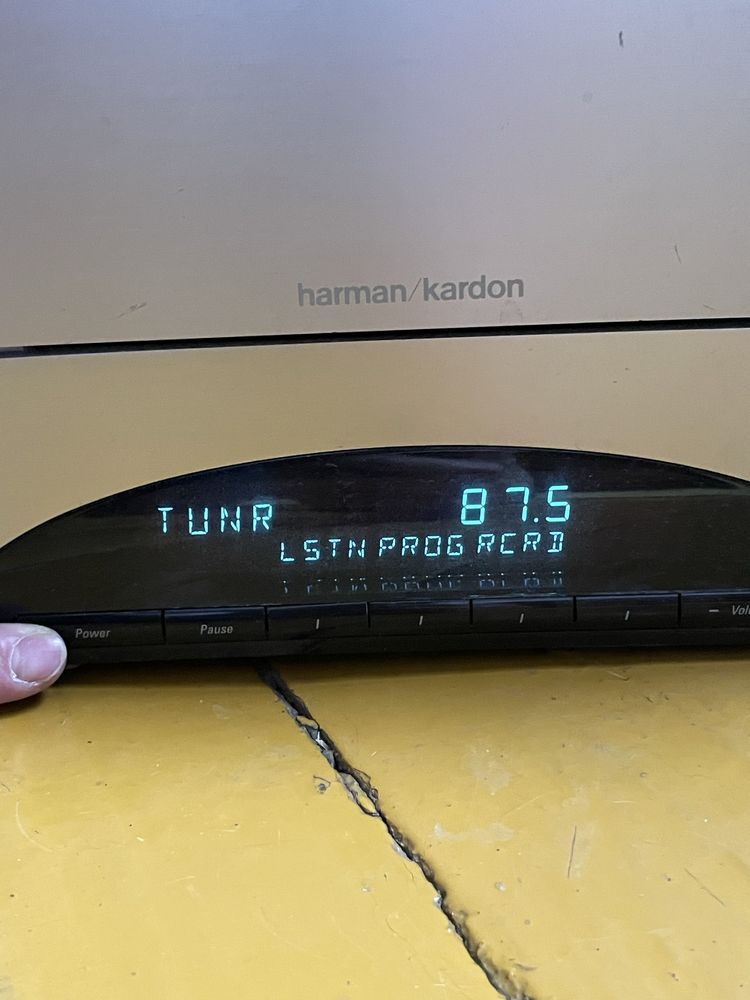 harman/kardon
TUNR 87.5
LSTN PROG RCRD
Power Pause − Vol